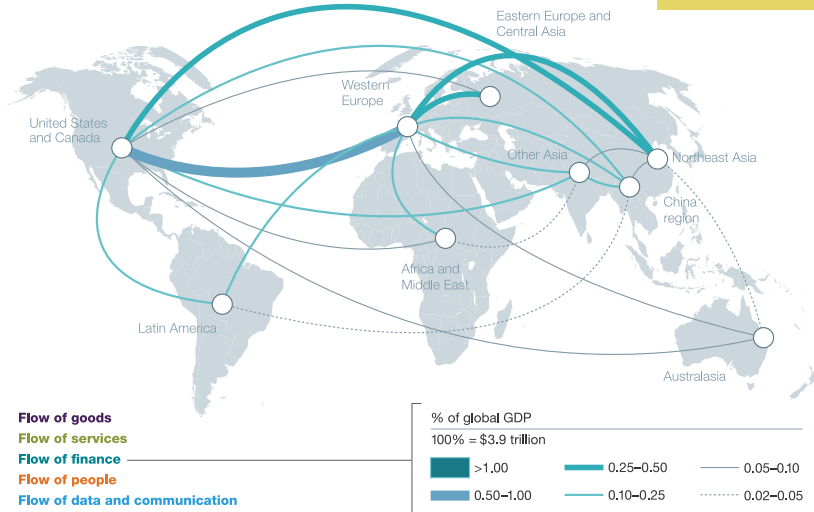 Eastern Europe and
Central Asia
Western
Europe
United States
and Canada
Other Asia
Northeast Asia
China
region
Africa and
Middle East
Latin America
Australasia
Flow of goods
Flow of services
Flow of finance
Flow of people
Flow of data and communication
% of global GDP
100% = $3.9 trillion
>1.00
0.25–0.50
0.05–0.10
0.50–1.00
0.10–0.25
0.02–0.05